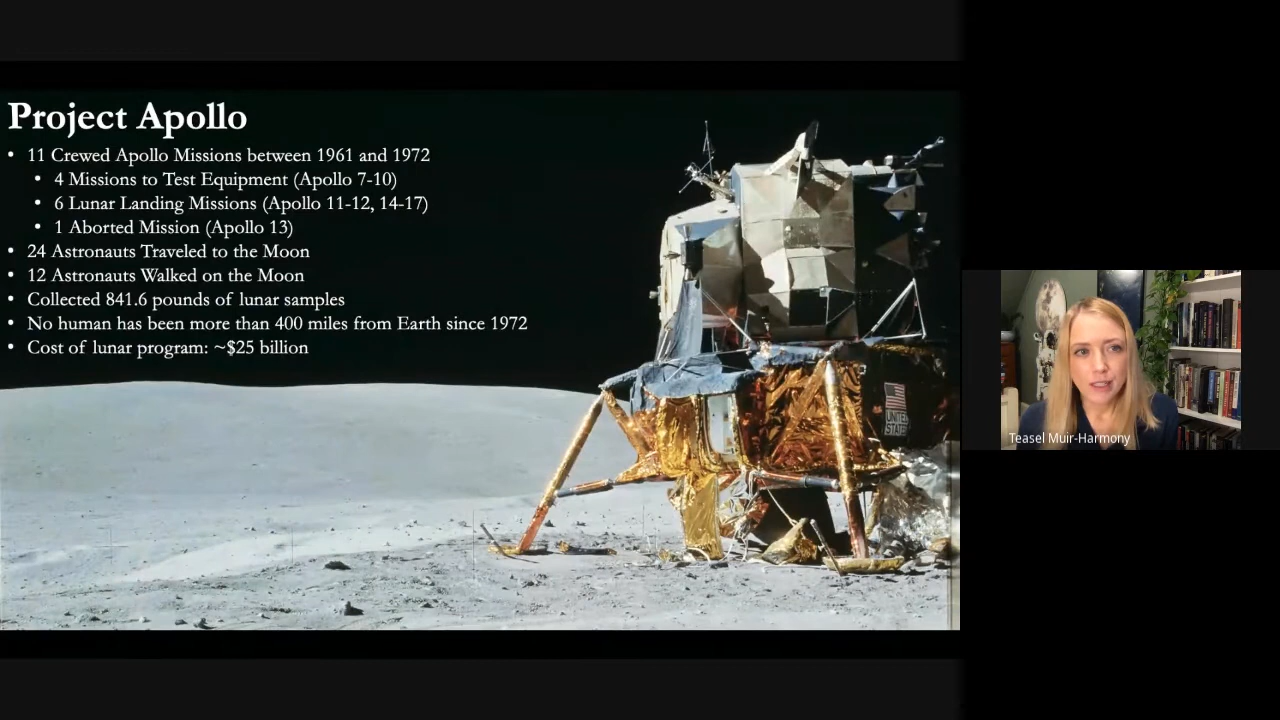 Project Apollo
• 11 Crewed Apollo Missions between 1961 and 1972
• 4 Missions to Test Equipment (Apollo 7-10)
• 6 Lunar Landing Missions (Apollo 11-12, 14-17)
• 1 Aborted Mission (Apollo 13)
• 24 Astronauts Traveled to the Moon
• 12 Astronauts Walked on the Moon
• Collected 841.6 pounds of lunar samples
• No human has been more than 400 miles from Earth since 1972
• Cost of lunar program: ~$25 billion
UNITED
STATES
Teasel Muir-Harmony